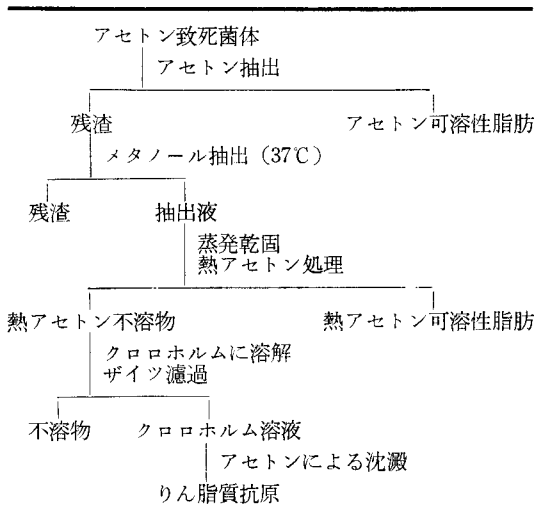 アセトン致死菌体
アセトン抽出
残渣 アセトン可溶性脂肪
メタノール抽出（37℃）
残渣 抽出液
蒸発乾固
熱アセトン処理
熱アセトン不溶物 熱アセトン可溶性脂肪
クロロホルムに溶解
ザイツ濾過
不溶物 クロロホルム溶液
アセトンによる沈澱
りん脂質抗原